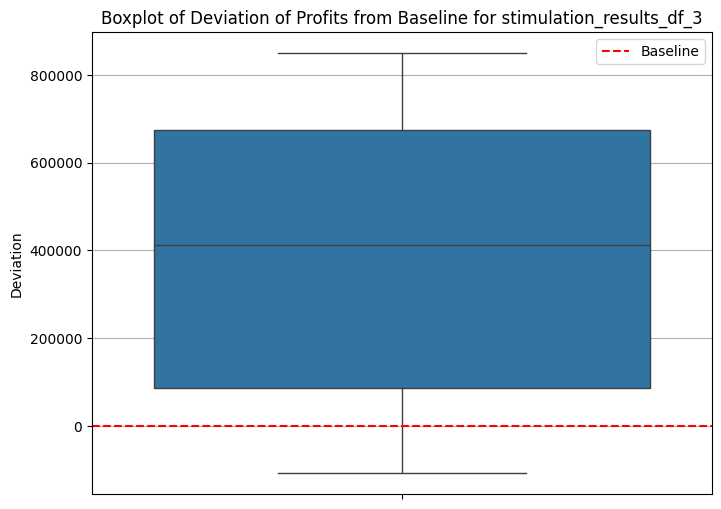 Boxplot of Deviation of Profits from Baseline for stimulation_results_df_3
Baseline
800000
600000
400000
200000
0
Deviation